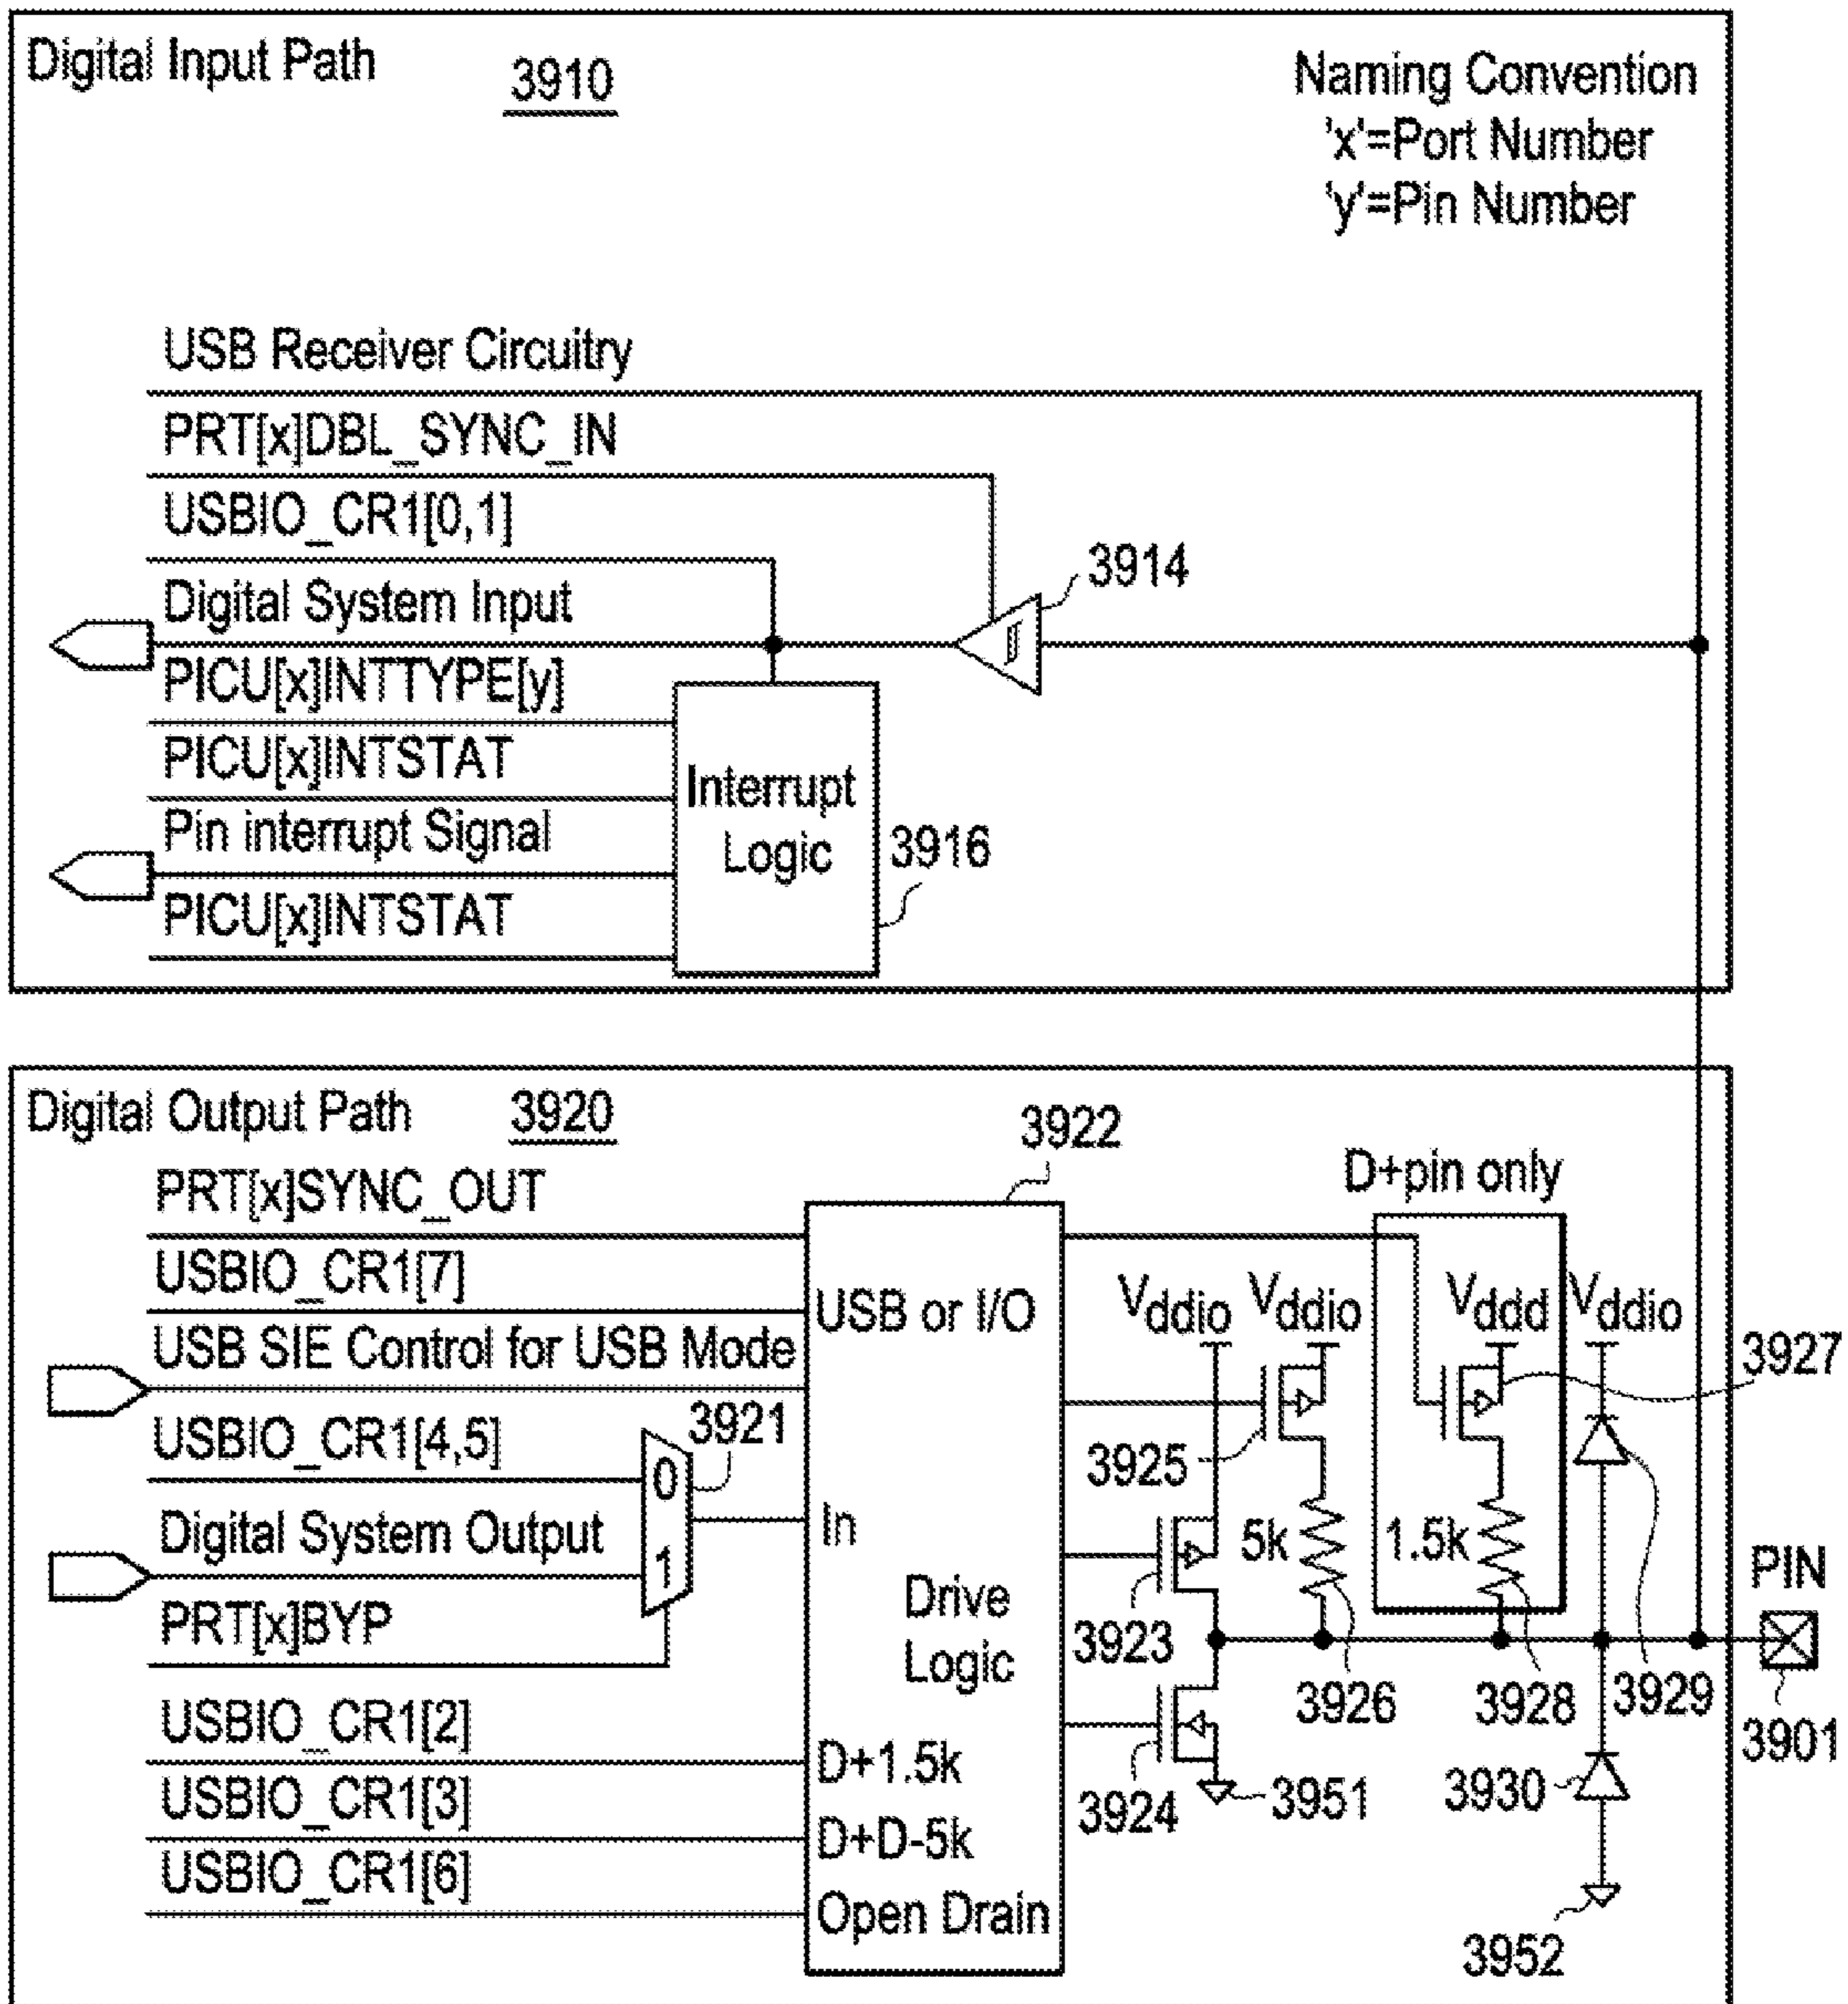 Digital Input Path
3910
Naming Convention
'x'=Port Number
'y'=Pin Number
USB Receiver Circuitry
PRT[x]DBL_SYNC_IN
USBIO_CR1[0,1]
3914
Digital System Input
PICU[x]INTTYPE[y]
PICU[x]INTSTAT
Pin interrupt Signal
PICU[x]INTSTAT
Interrupt
Logic
3916
Digital Output Path
3920
3922
D+pin only
PRT[x]SYNC_OUT
USBIO_CR1[7]
USB or I/O
Vddio
Vddio
Vddd
Vddio
3927
USB SIE Control for USB Mode
3921
USBIO_CR1[4,5]
0
3925
Digital System Output
In
5k
1.5k
1
PIN
PRT[x]BYP
Drive
Logic
3923
3926
3928
3929
3901
USBIO_CR1[2]
D+1.5k
3924
3951
3930
USBIO_CR1[3]
D+D-5k
USBIO_CR1[6]
Open Drain
3952